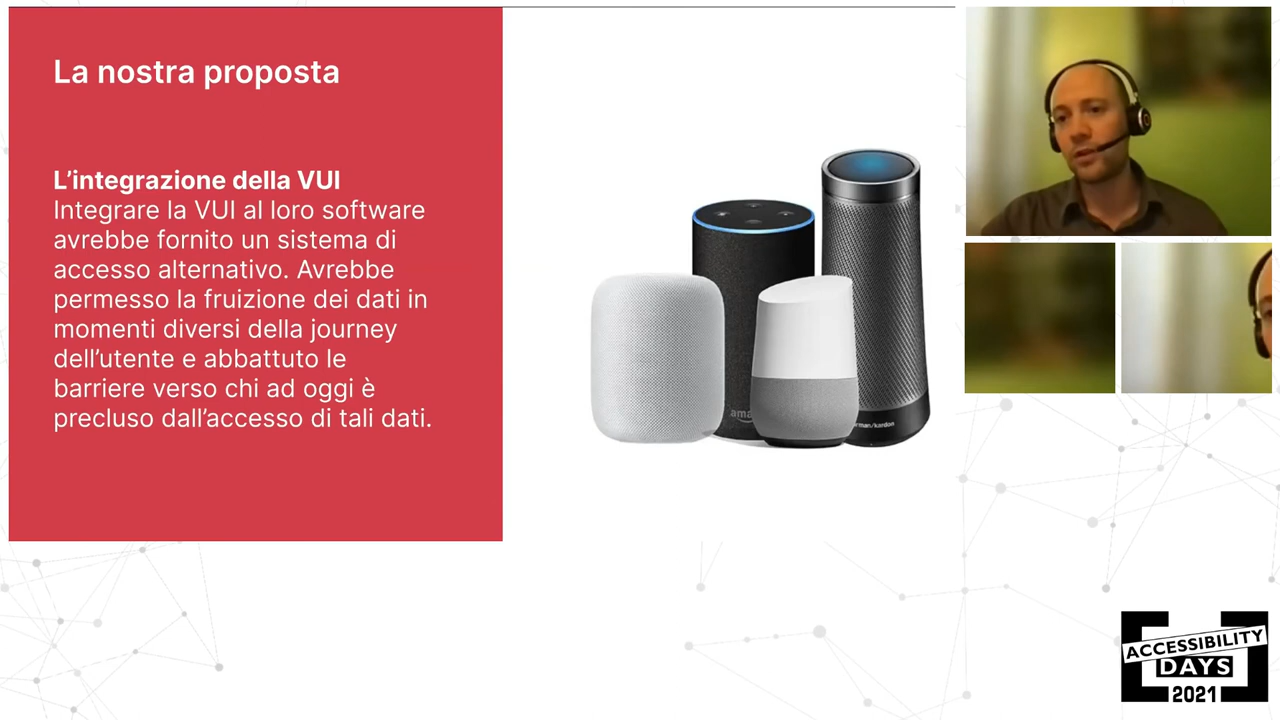 La nostra proposta
L’integrazione della VUI
Integrare la VUI al loro software
avrebbe fornito un sistema di
accesso alternativo. Avrebbe
permesso la fruizione dei dati in
momenti diversi della journey
dell’utente e abbattuto le
barriere verso chi ad oggi è
precluso dall’accesso di tali dati.
ACCESSIBILITY
DAYS
2021